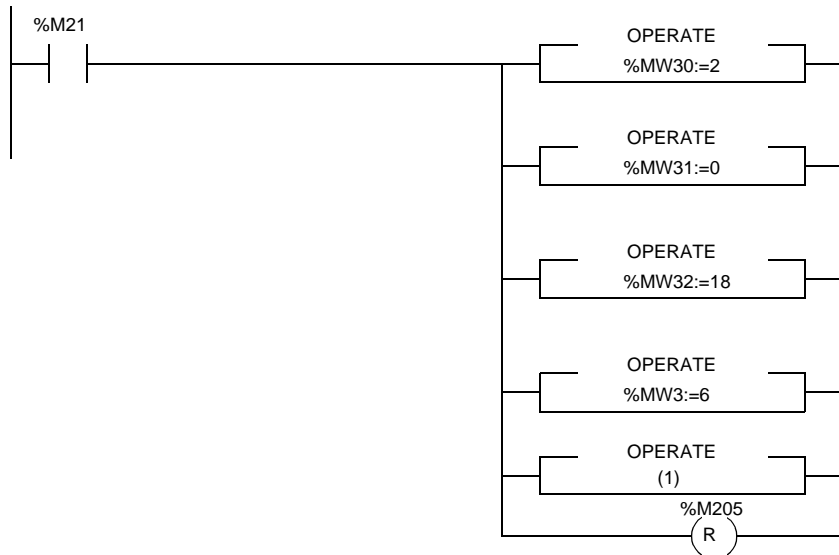 %M21
OPERATE
%MW30:=2
OPERATE
%MW31:=0
OPERATE
%MW32:=18
OPERATE
%MW3:=6
OPERATE
(1)
%M205
R